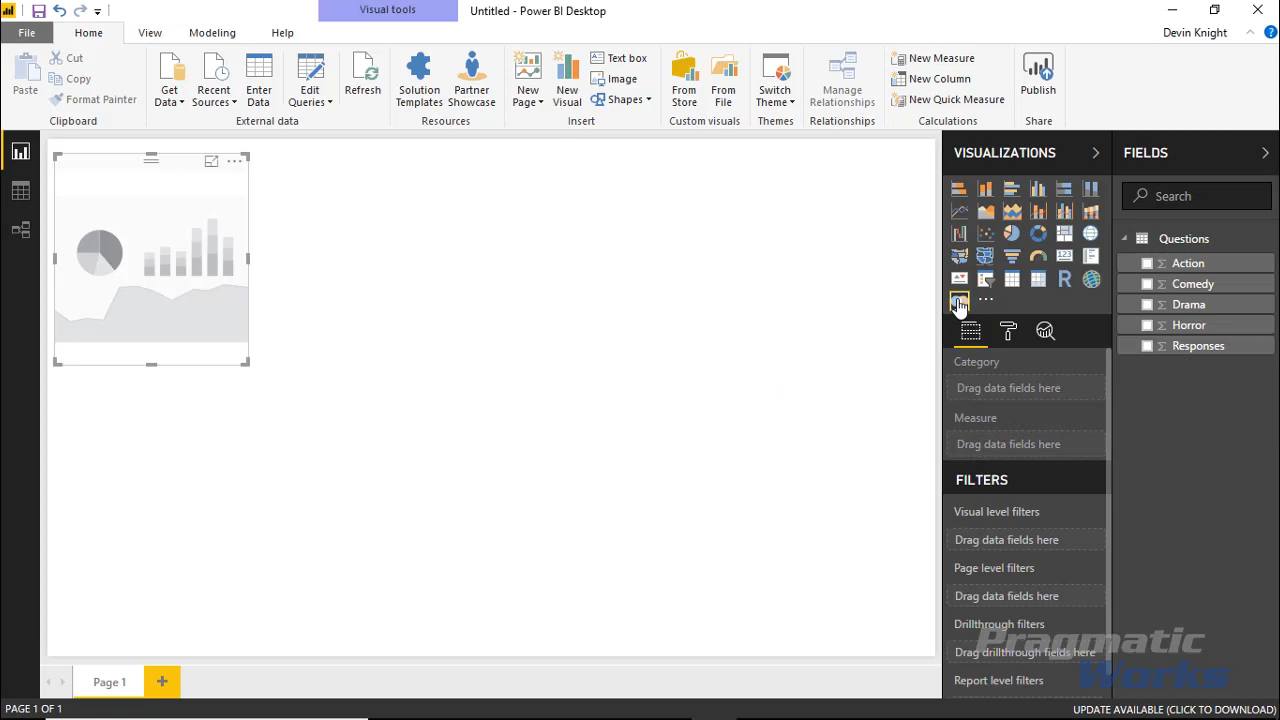 Visual tools
Untitled - Power BI Desktop
File
Home
View
Modeling
Help
Devin Knight
Paste
Cut
Copy
Format Painter
Clipboard
Get Data
Recent Sources
Enter Data
Edit Queries
Refresh
External data
Solution Templates
Partner Showcase
Resources
New Page
New Visual
Text box
Image
Shapes
Insert
From Store
From File
Custom visuals
Switch Theme
Themes
Manage Relationships
Relationships
New Measure
New Column
New Quick Measure
Calculations
Publish
Share
VISUALIZATIONS
FIELDS
Search
Questions
Action
Comedy
Drama
Horror
Responses
123
R
Category
Drag data fields here
Measure
Drag data fields here
FILTERS
Visual level filters
Drag data fields here
Page level filters
Drag data fields here
Drillthrough filters
Drag drillthrough fields here
Report level filters
Pragmatic
Works
Page 1
PAGE 1 OF 1
UPDATE AVAILABLE (CLICK TO DOWNLOAD)